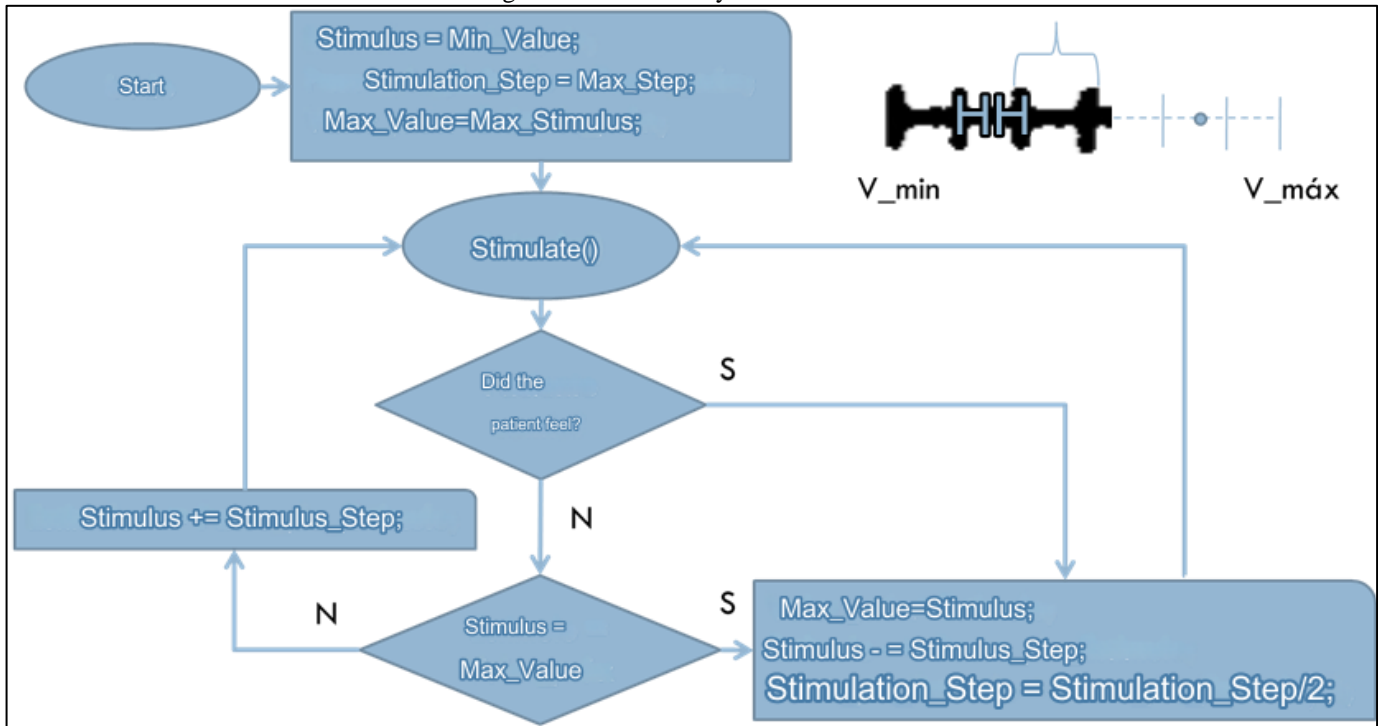 Start
Stimulus = Min_Value;
Stimulation_Step = Max_Step;
Max_Value=Max_Stimulus;
V_min
V_máx
Stimulate()
Did the
patient feel?
S
N
Stimulus += Stimulus_Step;
N
Stimulus =
Max_Value
S
Max_Value=Stimulus;
Stimulus - = Stimulus_Step;
Stimulation_Step = Stimulation_Step/2;